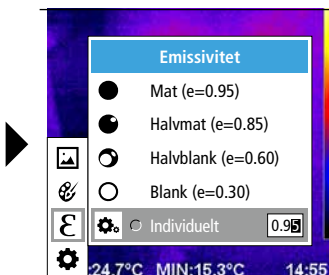 Emissivitet
Mat (e=0.95)
Halvmat (e=0.85)
Halvblank (e=0.60)
Blank (e=0.30)
ε
Individuelt 0.95
:24.7°C MIN:15.3°C 14:55